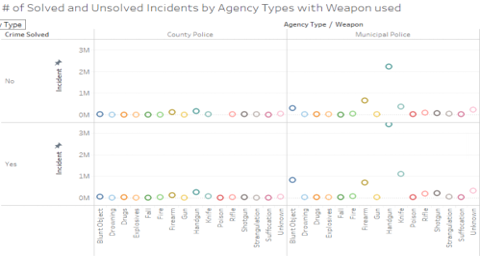 # of Solved and Unsolved Incidents by Agency Types with Weapon used
y Type
Agency Type / Weapon
Crime Solved
County Police
Municipal Police
No
Incident
3M
2M
1M
0M
Yes
Incident
3M
2M
1M
0M
Blunt Object
Drowning
Drugs
Explosives
Fall
Fire
Firearm
Gun
Handgun
Knife
Poison
Rifle
Shotgun
Strangulation
Suffocation
Unknown
Blunt Object
Drowning
Drugs
Explosives
Fall
Fire
Firearm
Gun
Handgun
Knife
Poison
Rifle
Shotgun
Strangulation
Suffocation
Unknown